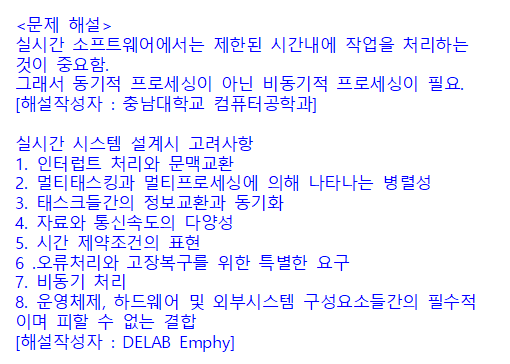 <문제 해설>
실시간 소프트웨어에서는 제한된 시간내에 작업을 처리하는
것이 중요함.
그래서 동기적 프로세싱이 아닌 비동기적 프로세싱이 필요.
[해설작성자 : 충남대학교 컴퓨터공학과]

실시간 시스템 설계시 고려사항
1. 인터럽트 처리와 문맥교환
2. 멀티태스킹과 멀티프로세싱에 의해 나타나는 병렬성
3. 태스크들간의 정보교환과 동기화
4. 자료와 통신속도의 다양성
5. 시간 제약조건의 표현
6 .오류처리와 고장복구를 위한 특별한 요구
7. 비동기 처리
8. 운영체제, 하드웨어 및 외부시스템 구성요소들간의 필수적
이며 피할 수 없는 결합
[해설작성자 : DELAB Emphy]